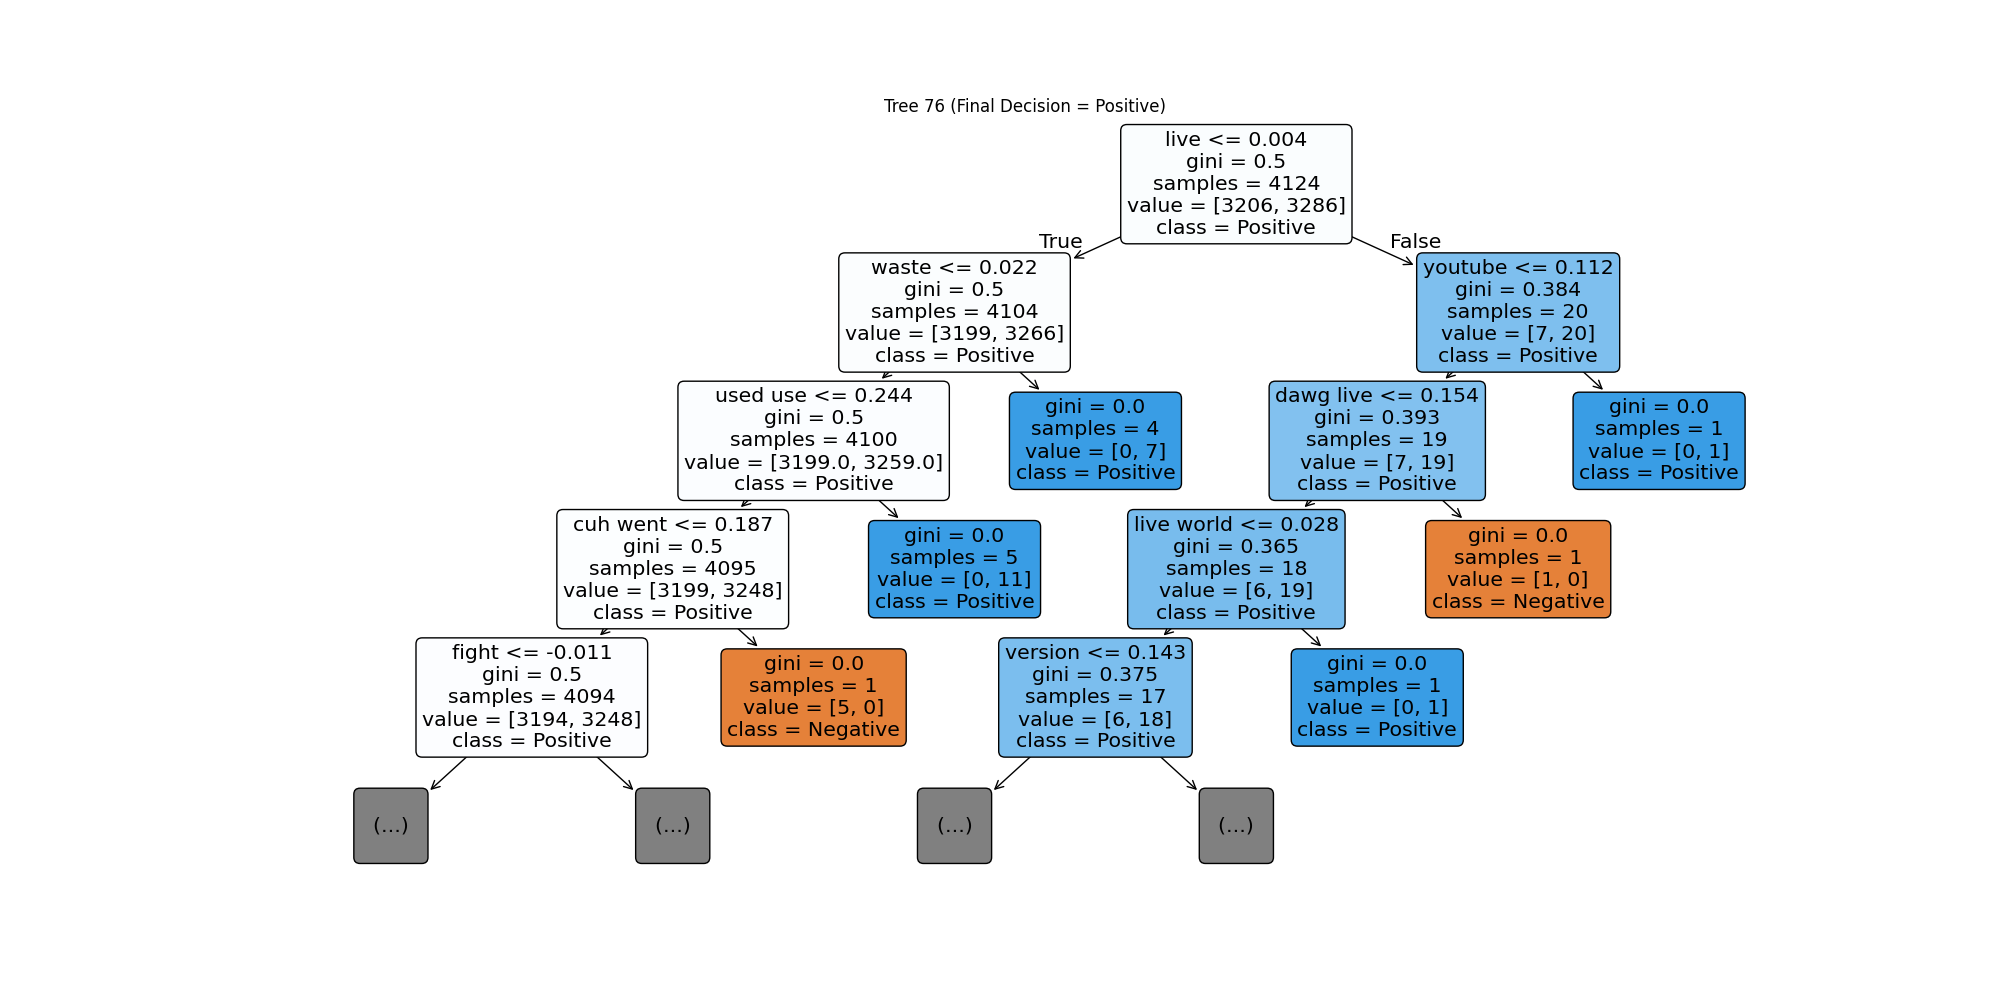 Tree 76 (Final Decision = Positive)
live <= 0.004
gini = 0.5
samples = 4124
value = [3206, 3286]
class = Positive
True
False
waste <= 0.022
gini = 0.5
samples = 4104
value = [3199, 3266]
class = Positive
youtube <= 0.112
gini = 0.384
samples = 20
value = [7, 20]
class = Positive
used use <= 0.244
gini = 0.5
samples = 4100
value = [3199.0, 3259.0]
class = Positive
gini = 0.0
samples = 4
value = [0, 7]
class = Positive
dawg live <= 0.154
gini = 0.393
samples = 19
value = [7, 19]
class = Positive
gini = 0.0
samples = 1
value = [0, 1]
class = Positive
cuh went <= 0.187
gini = 0.5
samples = 4095
value = [3199, 3248]
class = Positive
gini = 0.0
samples = 5
value = [0, 11]
class = Positive
live world <= 0.028
gini = 0.365
samples = 18
value = [6, 19]
class = Positive
gini = 0.0
samples = 1
value = [1, 0]
class = Negative
fight <= -0.011
gini = 0.5
samples = 4094
value = [3194, 3248]
class = Positive
gini = 0.0
samples = 1
value = [5, 0]
class = Negative
version <= 0.143
gini = 0.375
samples = 17
value = [6, 18]
class = Positive
gini = 0.0
samples = 1
value = [0, 1]
class = Positive
(...)
(...)
(...)
(...)